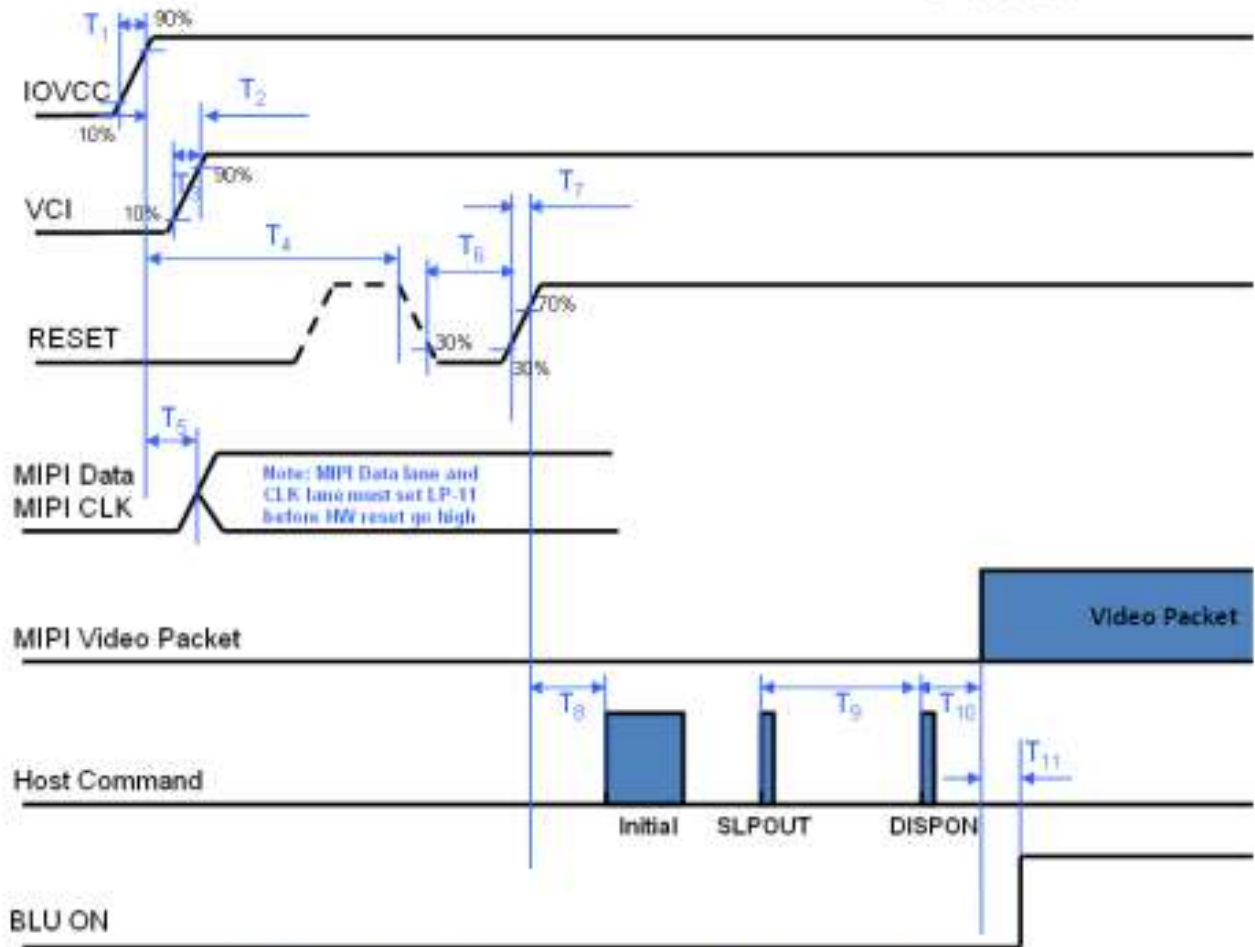 T1
90%
IOVCC
T2
10%
T3
90%
10%
VCI
T7
T4
T6
70%
RESET
30%
30%
T5
MIPI Data
MIPI CLK
Note: MIPI Data lane and
CLK lane must set LP-11
before HW reset go high
Video Packet
MIPI Video Packet
T8
T9
T10
T11
Host Command
Initial
SLPOUT
DISPON
BLU ON